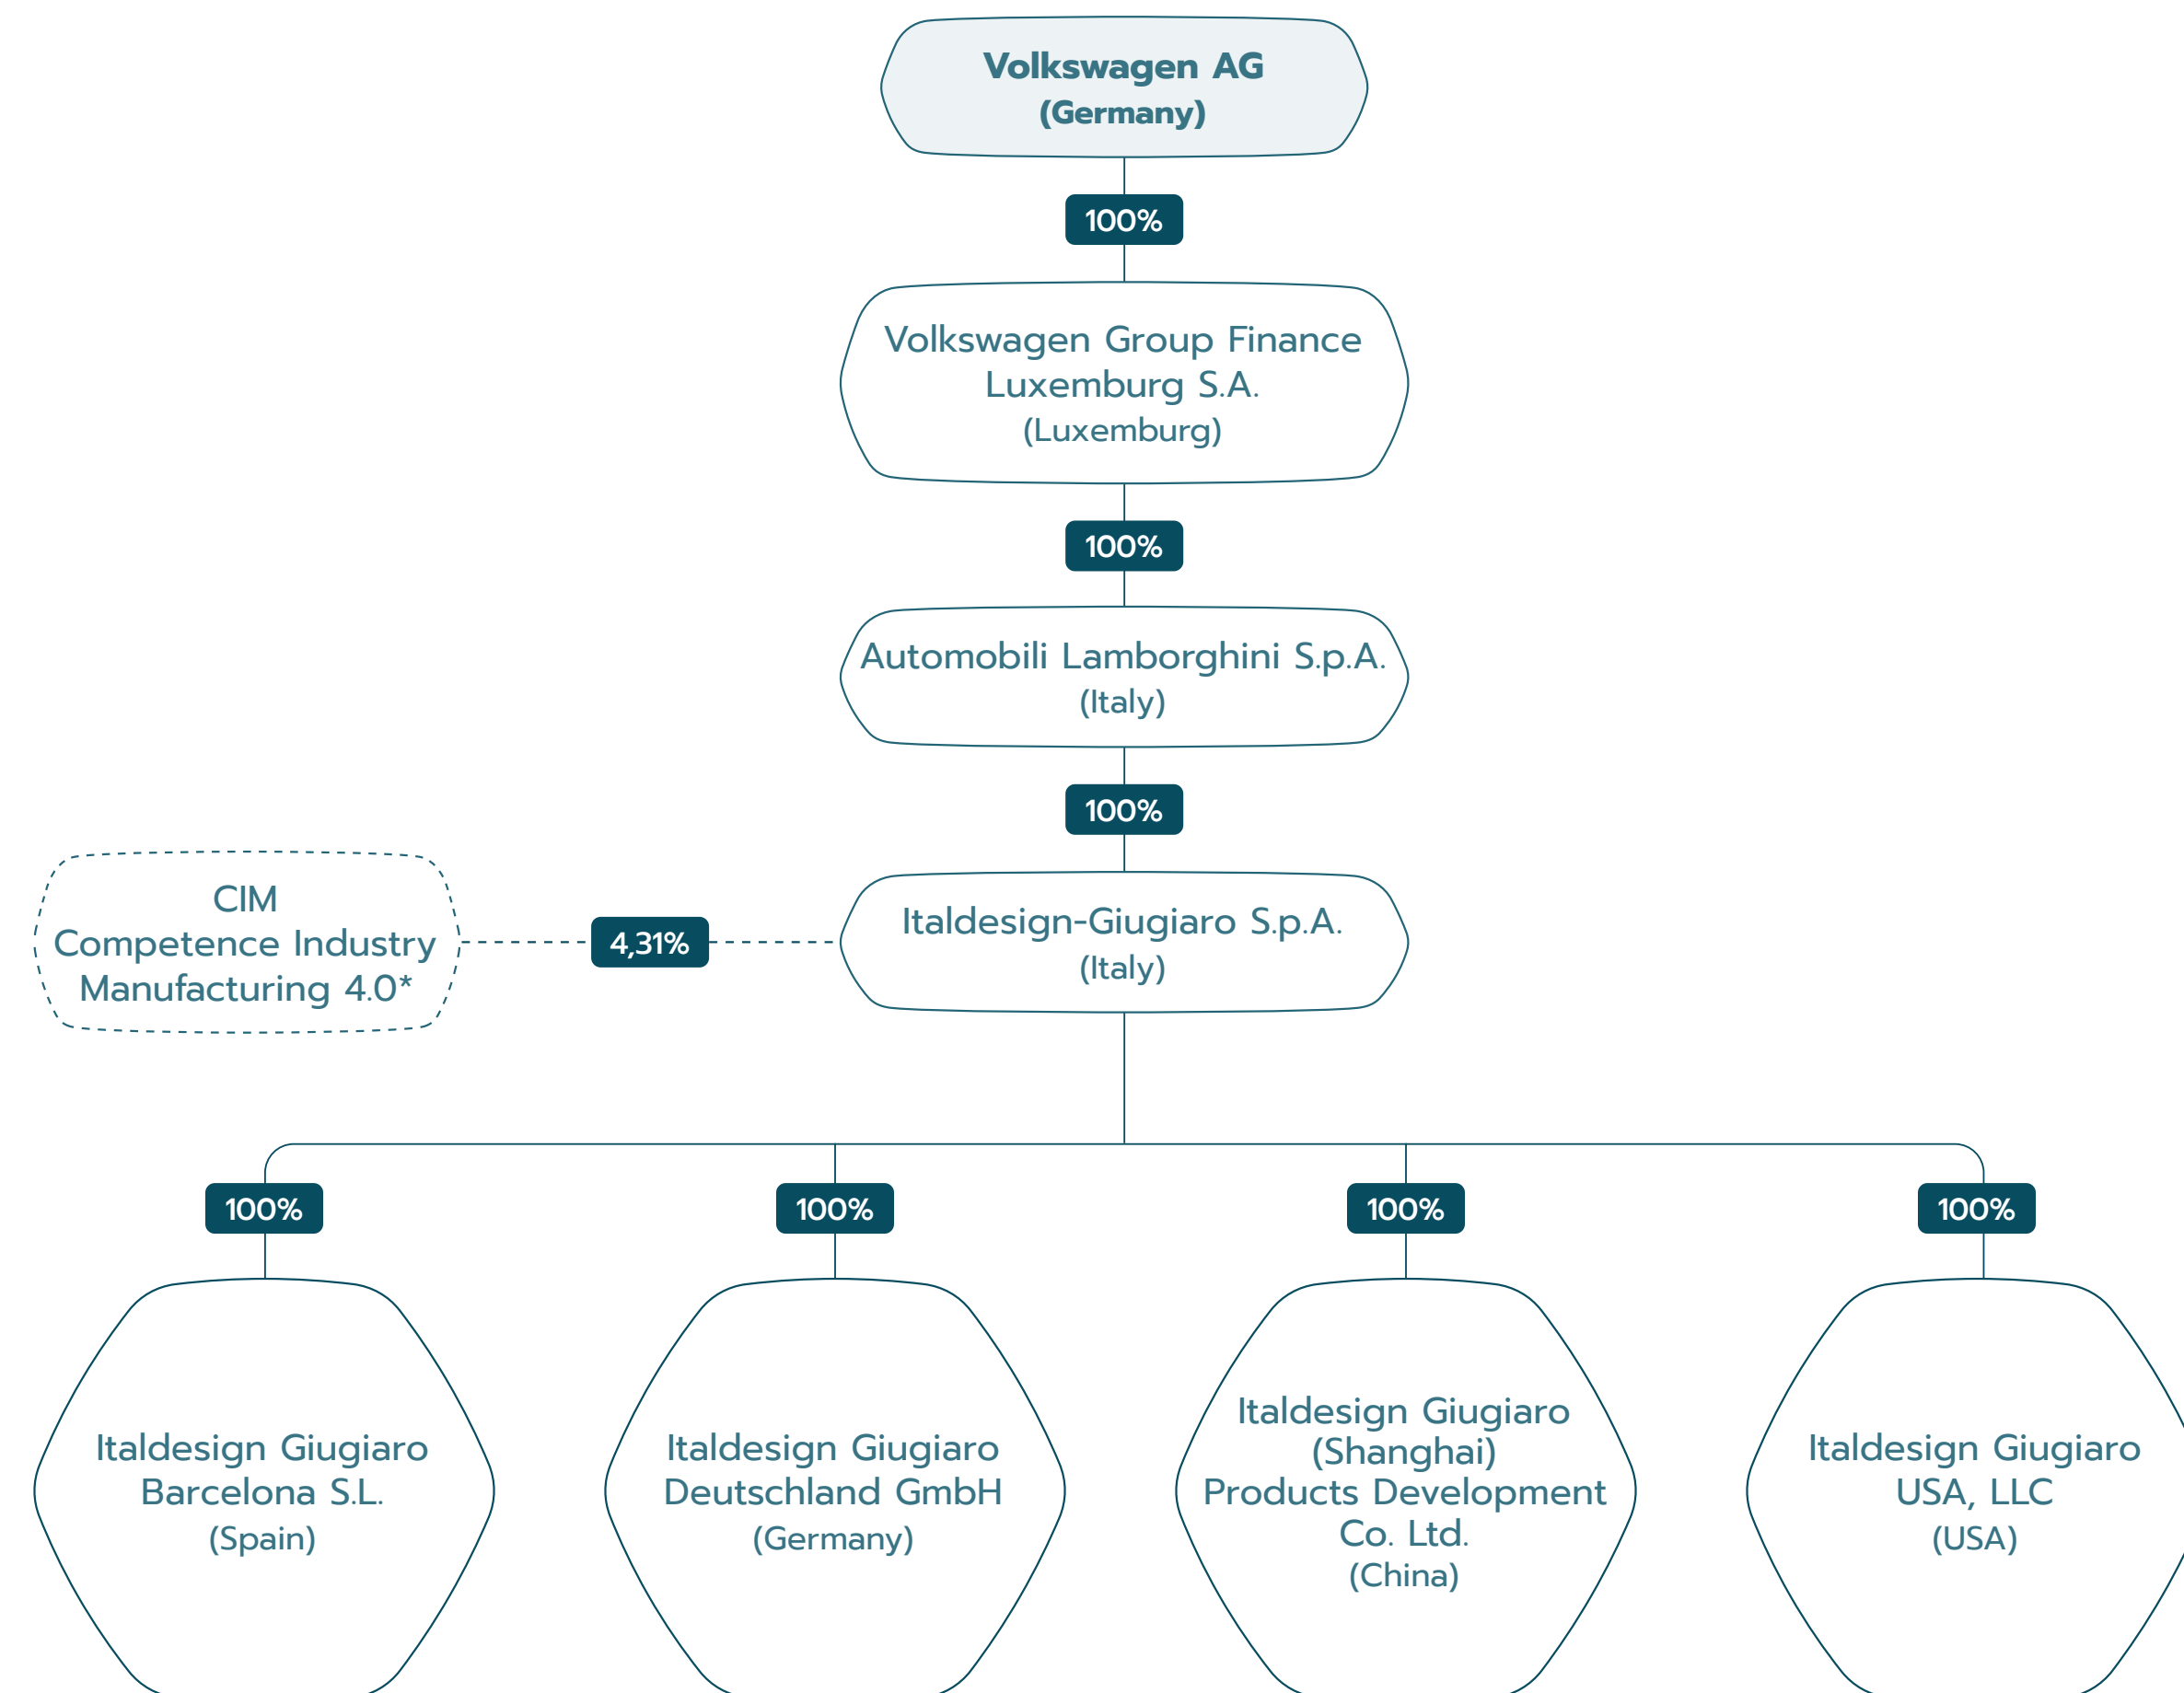 Volkswagen AG
(Germany)
100%
Volkswagen Group Finance
Luxemburg S.A.
(Luxemburg)
100%
Automobili Lamborghini S.p.A.
(Italy)
100%
CIM
Competence Industry
Manufacturing 4.0*
4,31%
Italdesign-Giugiaro S.p.A.
(Italy)
100%
100%
100%
100%
Italdesign Giugiaro
Barcelona S.L.
(Spain)
Italdesign Giugiaro
Deutschland GmbH
(Germany)
Italdesign Giugiaro
(Shanghai)
Products Development
Co. Ltd.
(China)
Italdesign Giugiaro
USA, LLC
(USA)